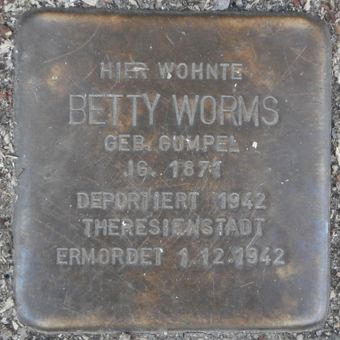 HIER WOHNTE
BETTY WORMS
GEB. GUMPEL
JG. 1871
DEPORTIERT 1942
THERESIENSTADT
ERMORDET 1.12.1942